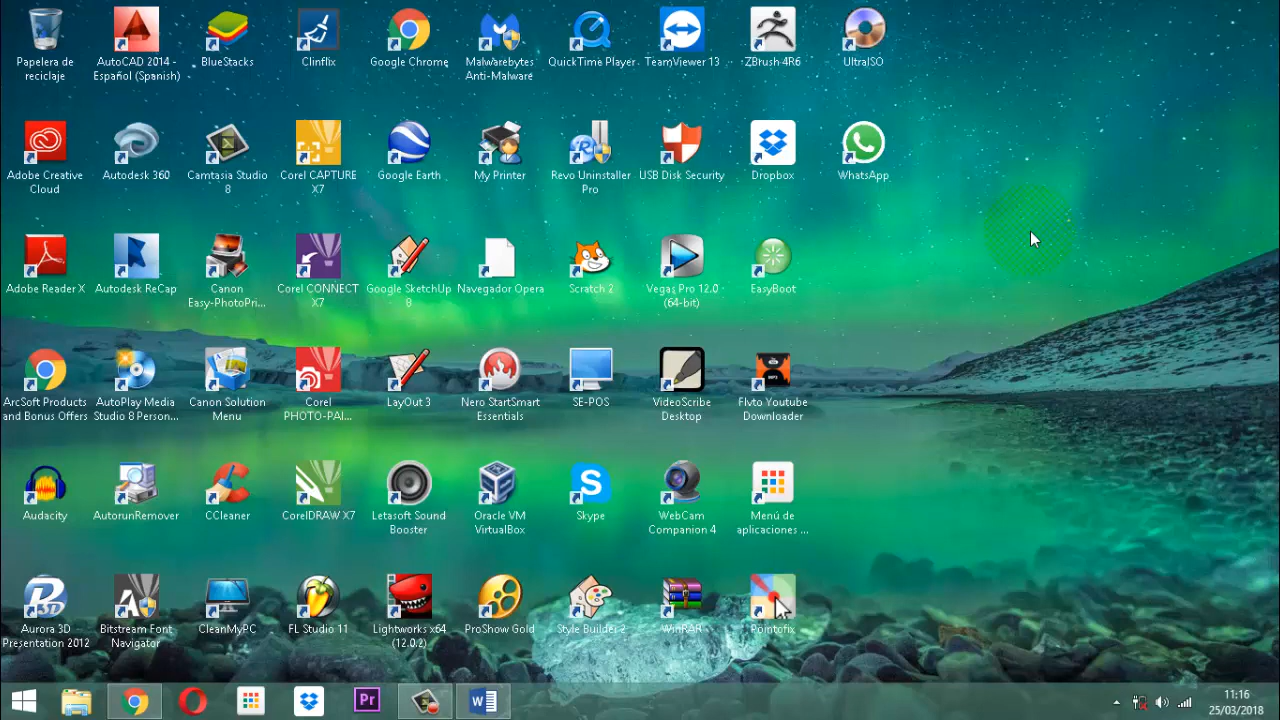 Papelera de
reciclaje
AutoCAD 2014 -
Español (Spanish)
BlueStacks
Clinflix
Google Chrome
Malwarebytes
Anti-Malware
QuickTime Player
TeamViewer 13
ZBrush 4R6
UltraISO
Adobe Creative
Cloud
Autodesk 360
Camtasia Studio
8
Corel CAPTURE
X7
Google Earth
My Printer
Revo Uninstaller
Pro
USB Disk Security
Dropbox
WhatsApp
Adobe Reader X
Autodesk ReCap
Canon
Easy-PhotoPri...
Corel CONNECT
X7
Google SketchUp
8
Navegador Opera
Scratch 2
Vegas Pro 12.0
(64-bit)
EasyBoot
ArcSoft Products
and Bonus Offers
AutoPlay Media
Studio 8 Person...
Canon Solution
Menu
Corel
PHOTO-PAI...
LayOut 3
Nero StartSmart
Essentials
SE-POS
VideoScribe
Desktop
Flvto Youtube
Downloader
Audacity
AutorunRemover
CCleaner
CorelDRAW X7
Letasoft Sound
Booster
Oracle VM
VirtualBox
Skype
WebCam
Companion 4
Menú de
aplicaciones ...
Aurora 3D
Presentation 2012
Bitstream Font
Navigator
CleanMyPC
FL Studio 11
Lightworks x64
(12.0.2)
ProShow Gold
Style Builder 2
WinRAR
Pointofix
Pr
11:16
25/03/2018